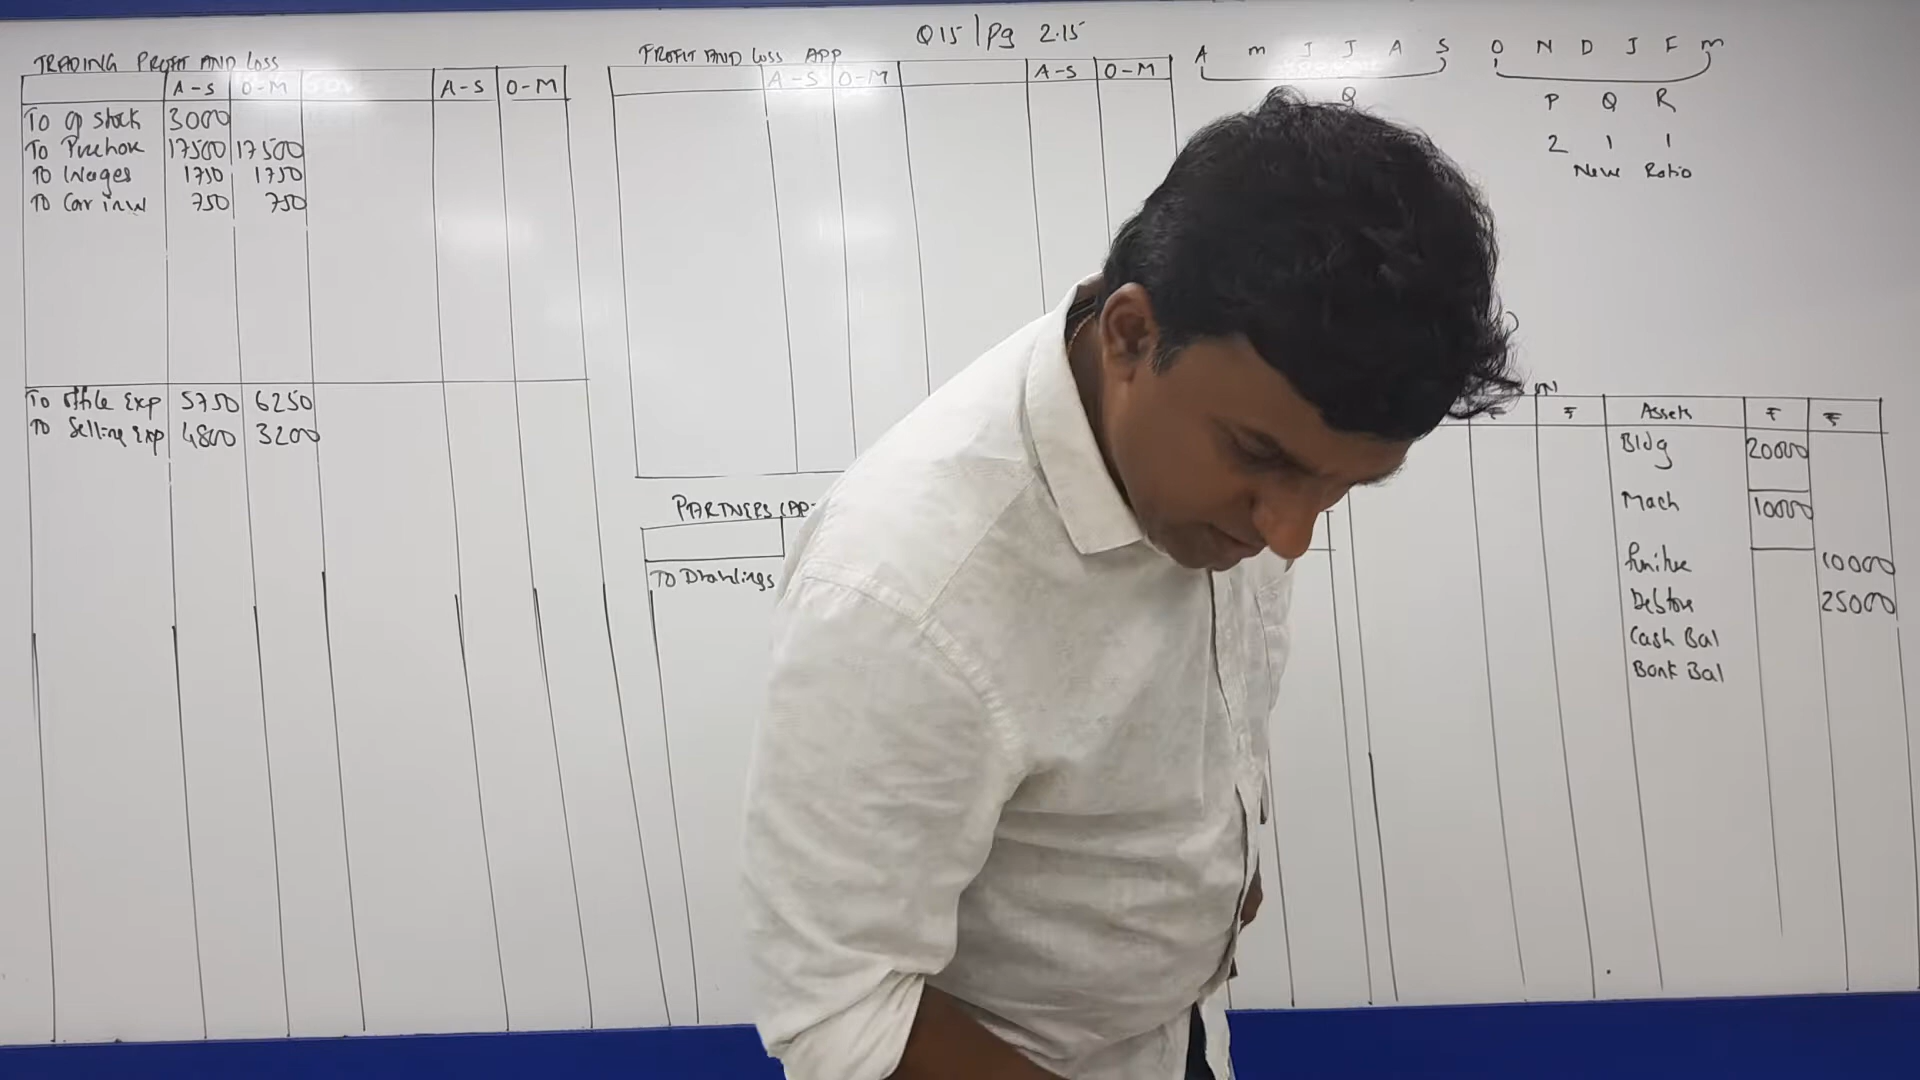 Q15 / Pg 2.15
TRADING PROFIT AND LOSS
A-S O-M A-S O-M
To op stock 3000
To Purchase 17500 17500
To Wages 1750 1750
To Car inw 750 750
To Office Exp 5750 6250
To Selling Exp 4800 3200
PROFIT AND LOSS APP
A-S O-M A-S O-M
PARTNERS CAP
To Drawings
A M J J A S O N D J F M
Q
P Q R
2 1 1
New Ratio
₹ ₹ Assets ₹ ₹
Bldg 20000
Mach 10000
Furniture 10000
Debtors 25000
Cash Bal
Bank Bal